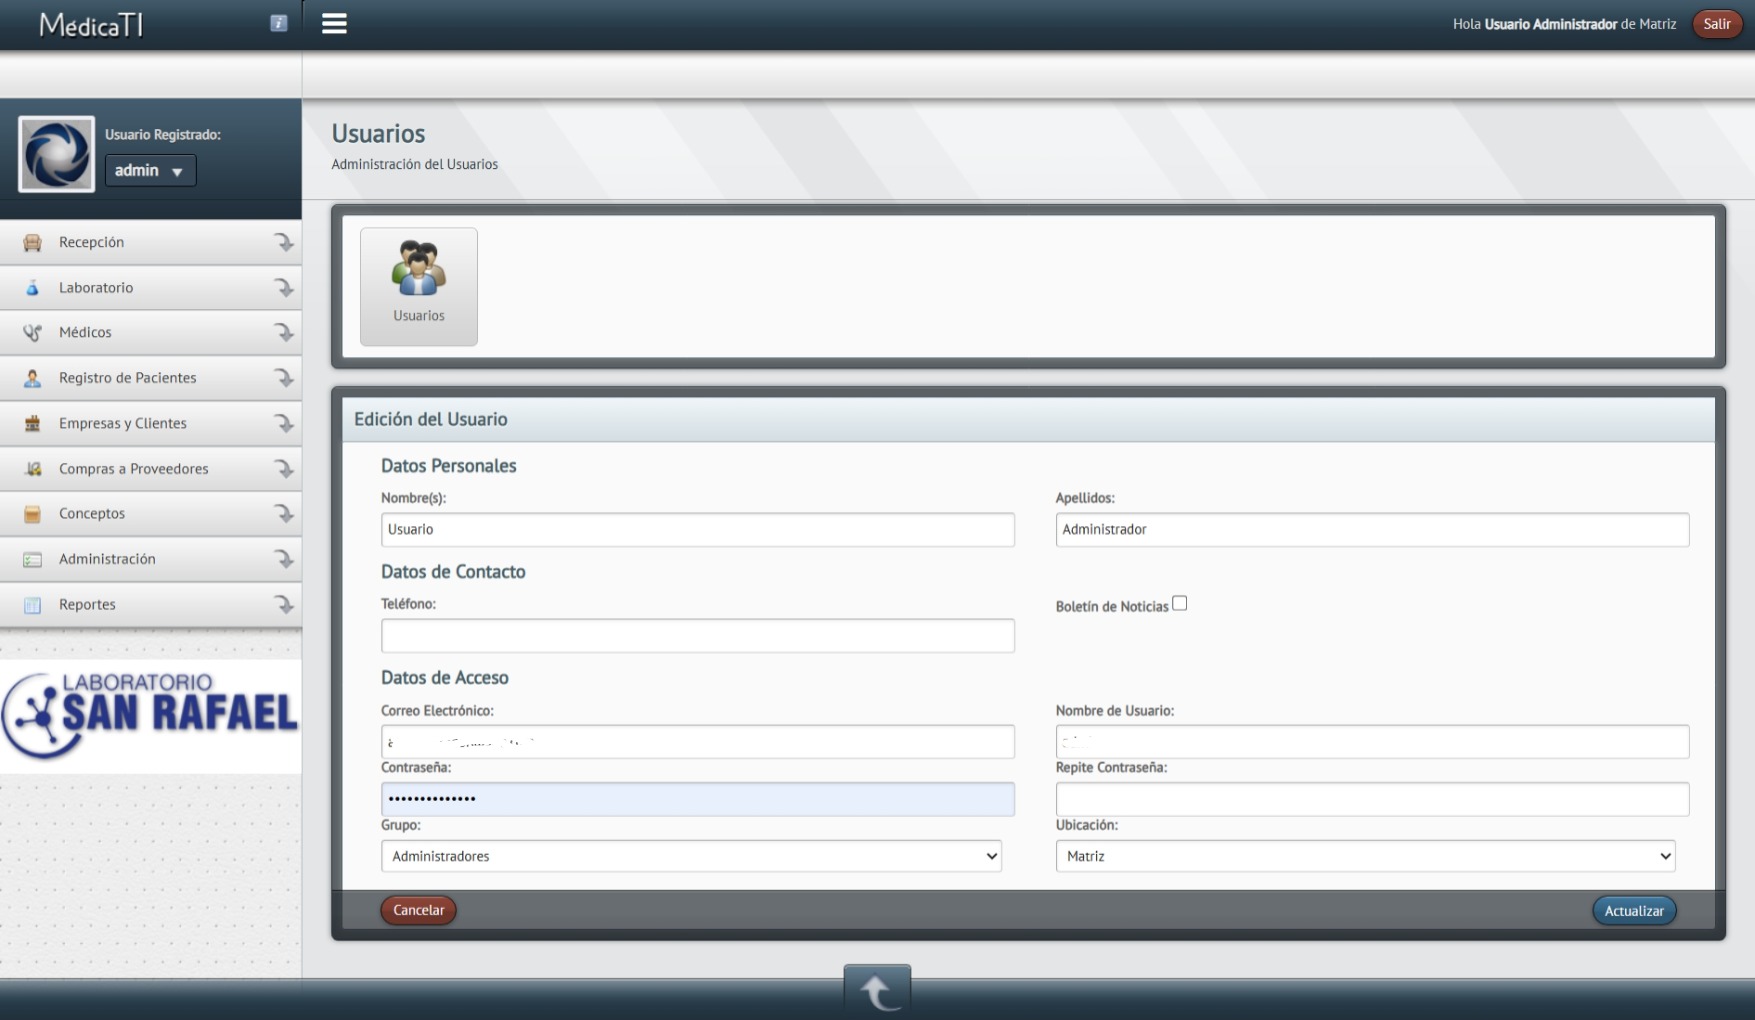 MédicaTI
Hola Usuario Administrador de Matriz
Salir
Usuario Registrado:
admin
Recepción
Laboratorio
Médicos
Registro de Pacientes
Empresas y Clientes
Compras a Proveedores
Conceptos
Administración
Reportes
LABORATORIO
SAN RAFAEL
Usuarios
Administración del Usuarios
Usuarios
Edición del Usuario
Datos Personales
Nombre(s): Apellidos:
Usuario Administrador
Datos de Contacto
Teléfono: Boletín de Noticias
Datos de Acceso
Correo Electrónico: Nombre de Usuario:
Contraseña: Repite Contraseña:
••••••••••••••
Grupo: Ubicación:
Administradores Matriz
Cancelar Actualizar